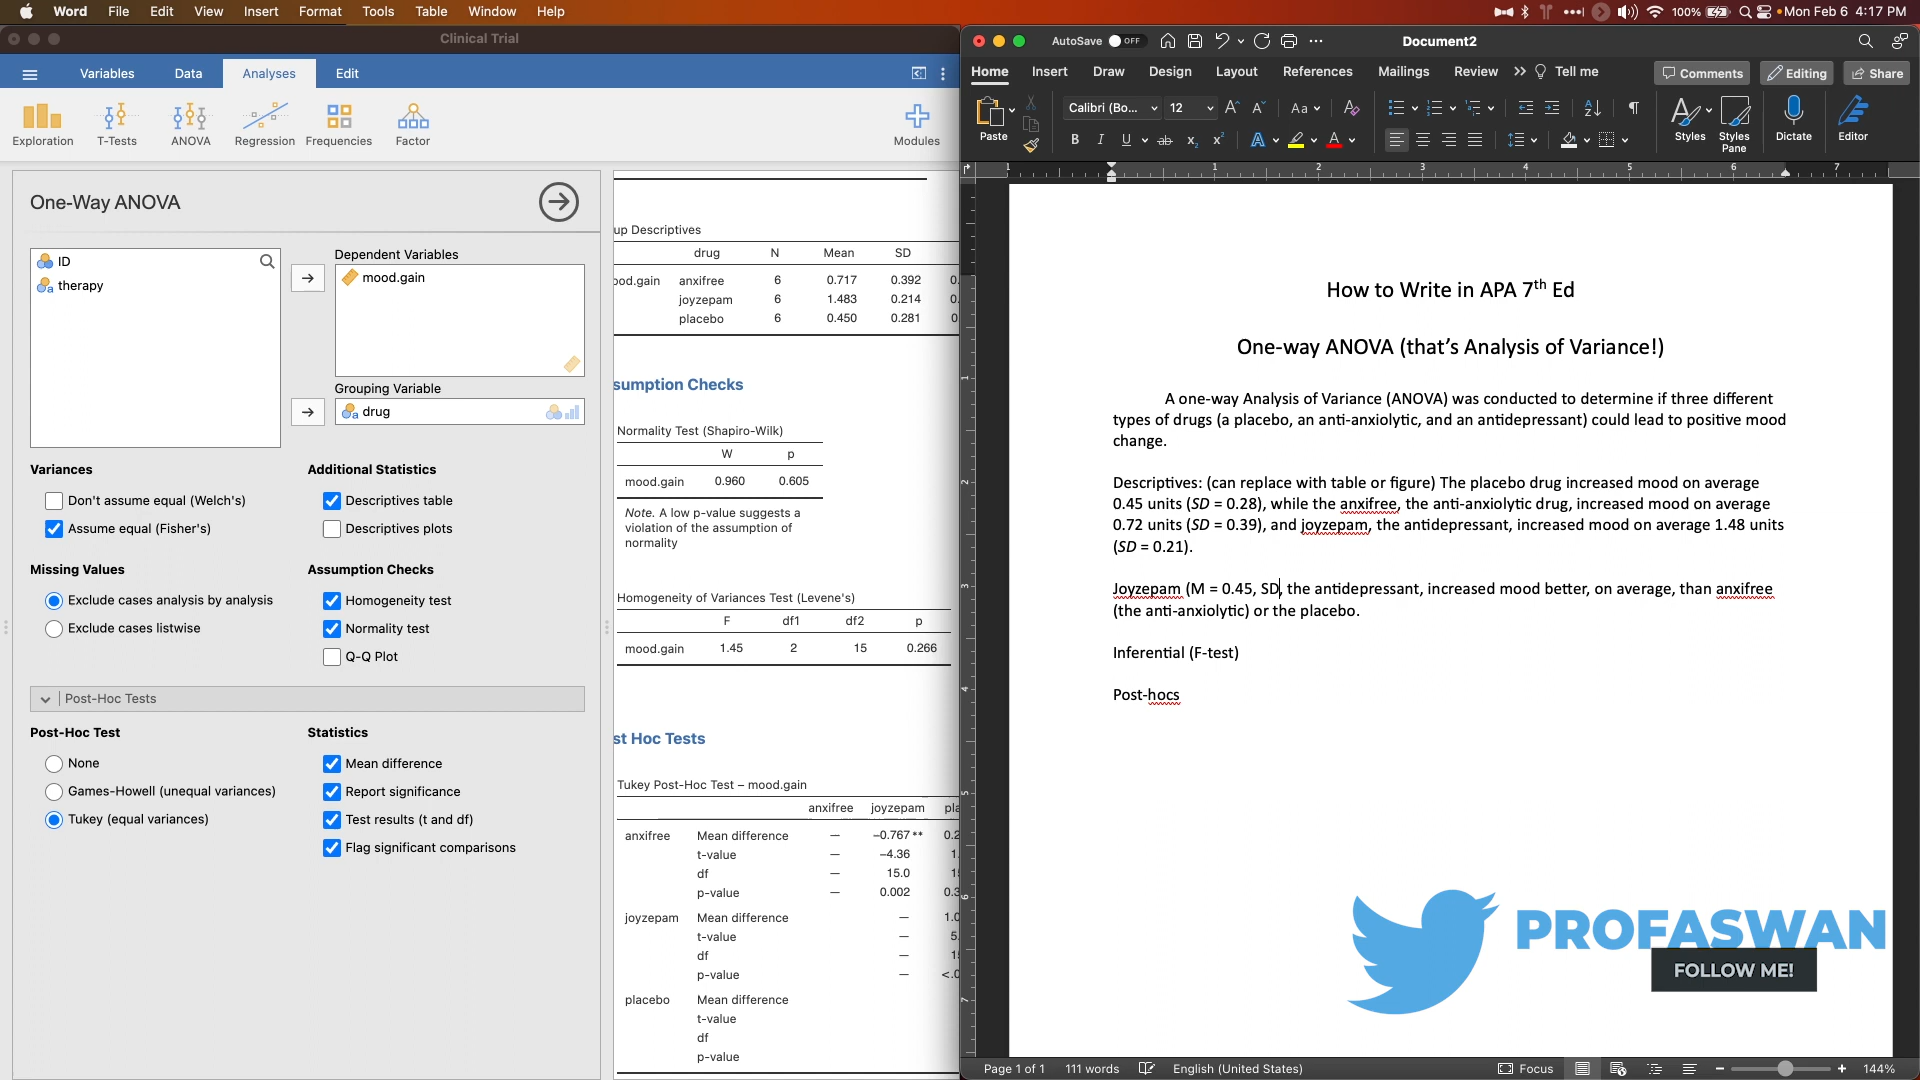 Word File Edit View Insert Format Tools Table Window Help
100% Mon Feb 6 4:17 PM
Clinical Trial
Variables Data Analyses Edit
Exploration T-Tests ANOVA Regression Frequencies Factor Modules
One-Way ANOVA
ID
therapy
Dependent Variables
mood.gain
Grouping Variable
drug
Variances
Don't assume equal (Welch's)
Assume equal (Fisher's)
Additional Statistics
Descriptives table
Descriptives plots
Missing Values
Exclude cases analysis by analysis
Exclude cases listwise
Assumption Checks
Homogeneity test
Normality test
Q-Q Plot
Post-Hoc Tests
Post-Hoc Test
None
Games-Howell (unequal variances)
Tukey (equal variances)
Statistics
Mean difference
Report significance
Test results (t and df)
Flag significant comparisons
up Descriptives
drug N Mean SD
ood.gain anxifree 6 0.717 0.392 0.
joyzepam 6 1.483 0.214 0.
placebo 6 0.450 0.281 0.
sumption Checks
Normality Test (Shapiro-Wilk)
W p
mood.gain 0.960 0.605
Note. A low p-value suggests a
violation of the assumption of
normality
Homogeneity of Variances Test (Levene's)
F df1 df2 p
mood.gain 1.45 2 15 0.266
st Hoc Tests
Tukey Post-Hoc Test – mood.gain
anxifree joyzepam pla
anxifree Mean difference — −0.767 ** 0.2
t-value — −4.36 1.
df — 15.0 15
p-value — 0.002 0.3
joyzepam Mean difference — 1.0
t-value — 5.
df — 15
p-value — <.0
placebo Mean difference
t-value
df
p-value
AutoSave OFF
Document2
Home Insert Draw Design Layout References Mailings Review Tell me Comments Editing Share
Paste Calibri (Bo... 12 Styles Styles Pane Dictate Editor
How to Write in APA 7th Ed
One-way ANOVA (that's Analysis of Variance!)
A one-way Analysis of Variance (ANOVA) was conducted to determine if three different
types of drugs (a placebo, an anti-anxiolytic, and an antidepressant) could lead to positive mood
change.
Descriptives: (can replace with table or figure) The placebo drug increased mood on average
0.45 units (SD = 0.28), while the anxifree, the anti-anxiolytic drug, increased mood on average
0.72 units (SD = 0.39), and joyzepam, the antidepressant, increased mood on average 1.48 units
(SD = 0.21).
Joyzepam (M = 0.45, SD, the antidepressant, increased mood better, on average, than anxifree
(the anti-anxiolytic) or the placebo.
Inferential (F-test)
Post-hocs
PROFASWAN
FOLLOW ME!
Page 1 of 1 111 words English (United States) Focus 144%